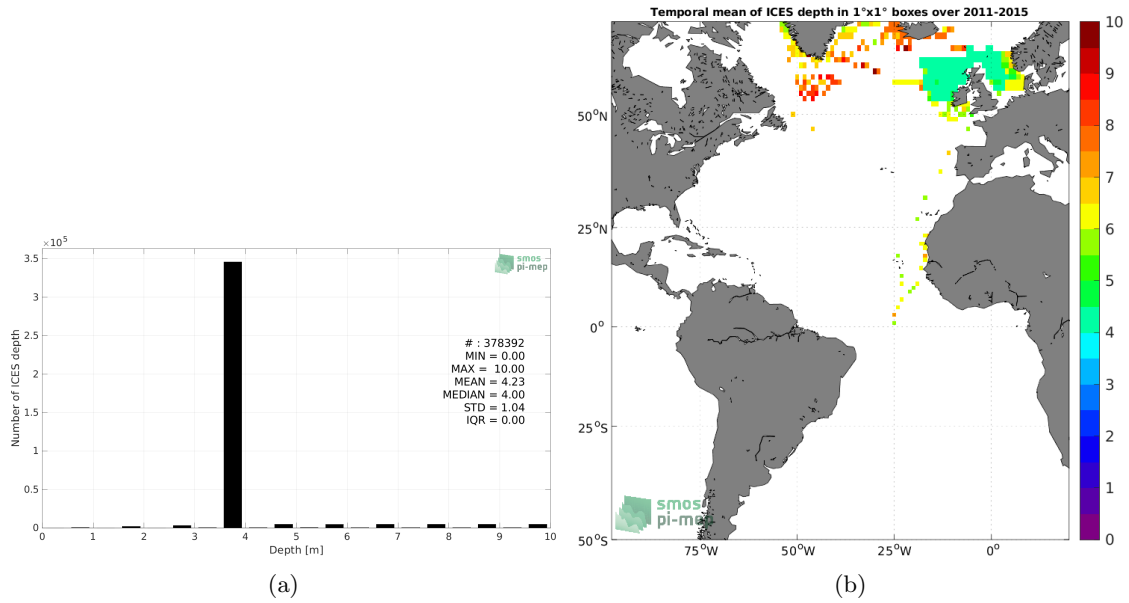 ×10⁵
3.5
3
2.5
2
1.5
1
0.5
0
Number of ICES depth
0 1 2 3 4 5 6 7 8 9 10
Depth [m]
smos
pi-mep
# : 378392
MIN = 0.00
MAX = 10.00
MEAN = 4.23
MEDIAN = 4.00
STD = 1.04
IQR = 0.00
(a)
Temporal mean of ICES depth in 1°x1° boxes over 2011-2015
50°N
25°N
0°
25°S
50°S
75°W 50°W 25°W 0°
smos
pi-mep
10
9
8
7
6
5
4
3
2
1
0
(b)